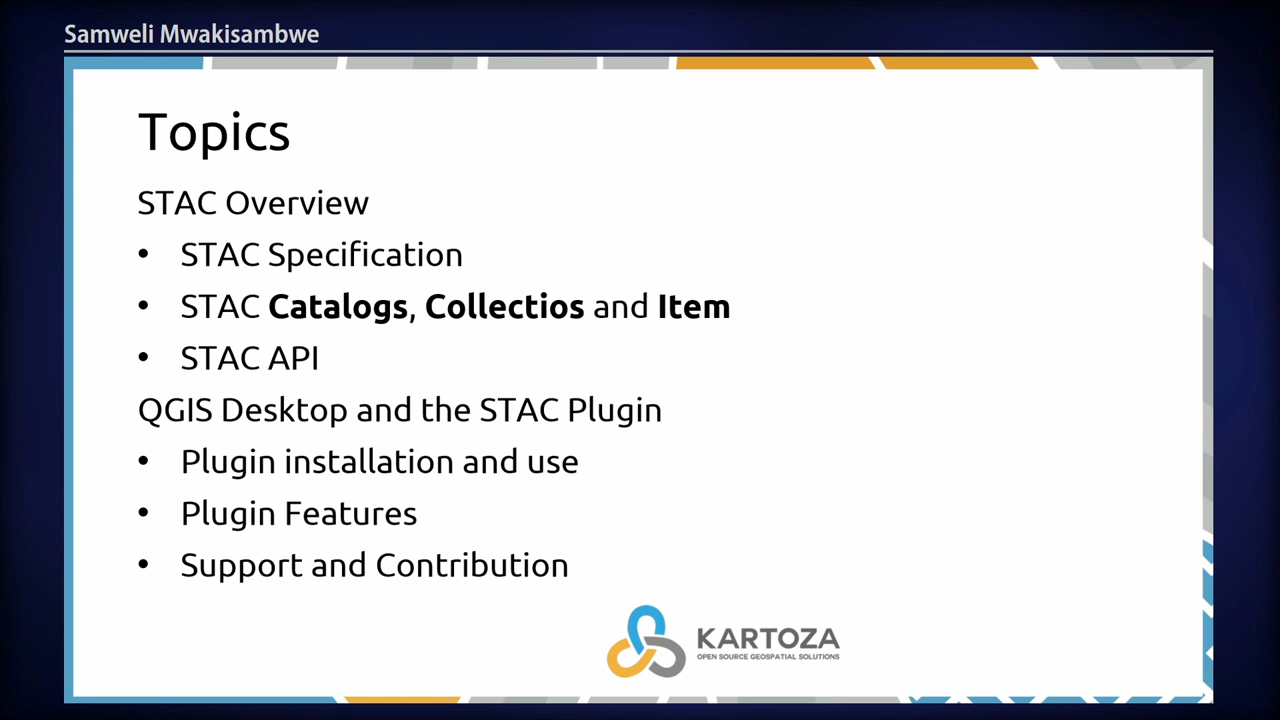 Samweli Mwakisambwe
Topics
STAC Overview
• STAC Specification
• STAC Catalogs, Collectios and Item
• STAC API
QGIS Desktop and the STAC Plugin
• Plugin installation and use
• Plugin Features
• Support and Contribution
KARTOZA
OPEN SOURCE GEOSPATIAL SOLUTIONS